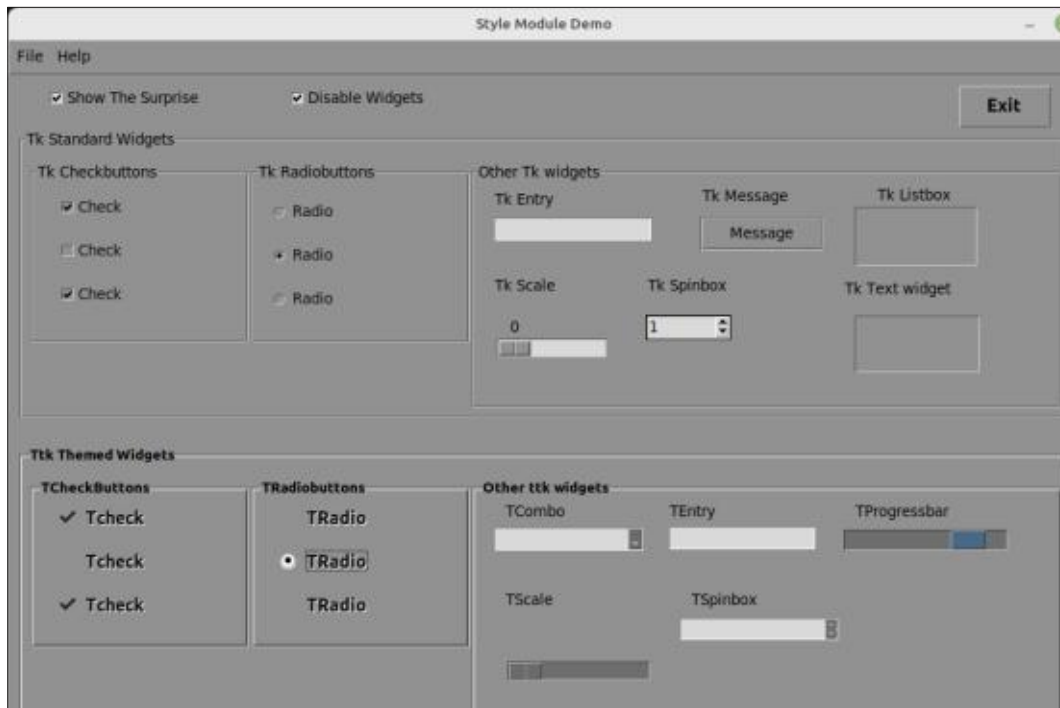 Style Module Demo
File Help
Show The Surprise
Disable Widgets
Exit
Tk Standard Widgets
Tk Checkbuttons
Check
Check
Check
Tk Radiobuttons
Radio
Radio
Radio
Other Tk widgets
Tk Entry
Tk Message
Message
Tk Listbox
Tk Scale
0
Tk Spinbox
1
Tk Text widget
Ttk Themed Widgets
TCheckButtons
Tcheck
Tcheck
Tcheck
TRadiobuttons
TRadio
TRadio
TRadio
Other ttk widgets
TCombo
TEntry
TProgressbar
TScale
TSpinbox